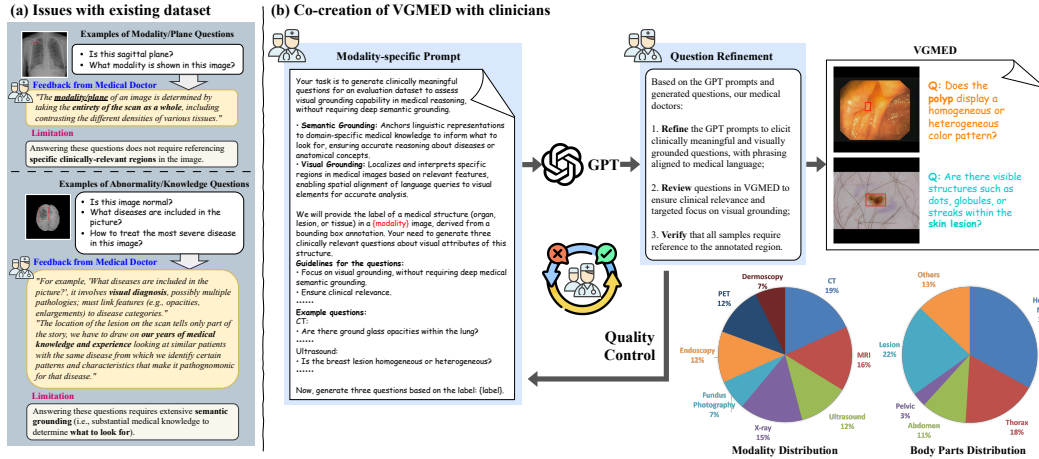 (a) Issues with existing dataset
Examples of Modality/Plane Questions
• Is this sagittal plane?
• What modality is shown in this image?
Feedback from Medical Doctor
"The modality/plane of an image is determined by
taking the entirety of the scan as a whole, including
contrasting the different densities of various tissues."
Limitation
Answering these questions does not require referencing
specific clinically-relevant regions in the image.
Examples of Abnormality/Knowledge Questions
• Is this image normal?
• What diseases are included in the
picture?
• How to treat the most severe disease
in this image?
Feedback from Medical Doctor
"For example, 'What diseases are included in the
picture?', it involves visual diagnosis, possibly multiple
pathologies; must link features (e.g., opacities,
enlargements) to disease categories."
"The location of the lesion on the scan tells only part of
the story, we have to draw on our years of medical
knowledge and experience looking at similar patients
with the same disease from which we identify certain
patterns and characteristics that make it pathognomonic
for that disease."
Limitation
Answering these questions requires extensive semantic
grounding (i.e., substantial medical knowledge to
determine what to look for).
(b) Co-creation of VGMED with clinicians
Modality-specific Prompt
Your task is to generate clinically meaningful
questions for an evaluation dataset to assess
visual grounding capability in medical reasoning,
without requiring deep semantic grounding.
• Semantic Grounding: Anchors linguistic representations
to domain-specific medical knowledge to inform what to
look for, ensuring accurate reasoning about diseases or
anatomical concepts.
• Visual Grounding: Localizes and interprets specific
regions in medical images based on relevant features,
enabling spatial alignment of language queries to visual
elements for accurate analysis.
We will provide the label of a medical structure (organ,
lesion, or tissue) in a {modality} image, derived from a
bounding box annotation. Your need to generate three
clinically relevant questions about visual attributes of this
structure.
Guidelines for the questions:
• Focus on visual grounding, without requiring deep medical
semantic grounding.
• Ensure clinical relevance.
••••••
Example questions:
CT:
• Are there ground glass opacities within the lung?
••••••
Ultrasound:
• Is the breast lesion homogeneous or heterogeneous?
••••••
Now, generate three questions based on the label: {label}.
GPT
Question Refinement
Based on the GPT prompts and
generated questions, our medical
doctors:
1. Refine the GPT prompts to elicit
clinically meaningful and visually
grounded questions, with phrasing
aligned to medical language;
2. Review questions in VGMED to
ensure clinical relevance and
targeted focus on visual grounding;
3. Verify that all samples require
reference to the annotated region.
Quality
Control
VGMED
Q: Does the
polyp display a
homogeneous or
heterogeneous
color pattern?
Q: Are there visible
structures such as
dots, globules, or
streaks within the
skin lesion?
Dermoscopy
7%
CT
19%
PET
12%
MRI
16%
Endoscopy
12%
Fundus
Photography
7%
X-ray
15%
Ultrasound
12%
Modality Distribution
Others
13%
Lesion
22%
Pelvic
3%
Abdomen
11%
Thorax
18%
Body Parts Distribution